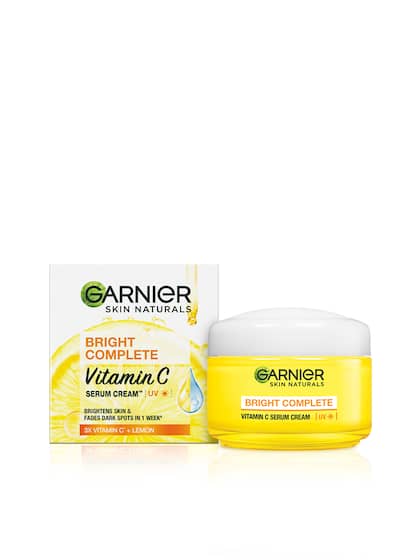 GARNIER
SKIN NATURALS
BRIGHT
COMPLETE
Vitamin C
SERUM CREAM™ UV
BRIGHTENS SKIN &
FADES DARK SPOTS IN 1 WEEK*
3X VITAMIN C* + LEMON
GARNIER
SKIN NATURALS
BRIGHT COMPLETE
VITAMIN C SERUM CREAM UV